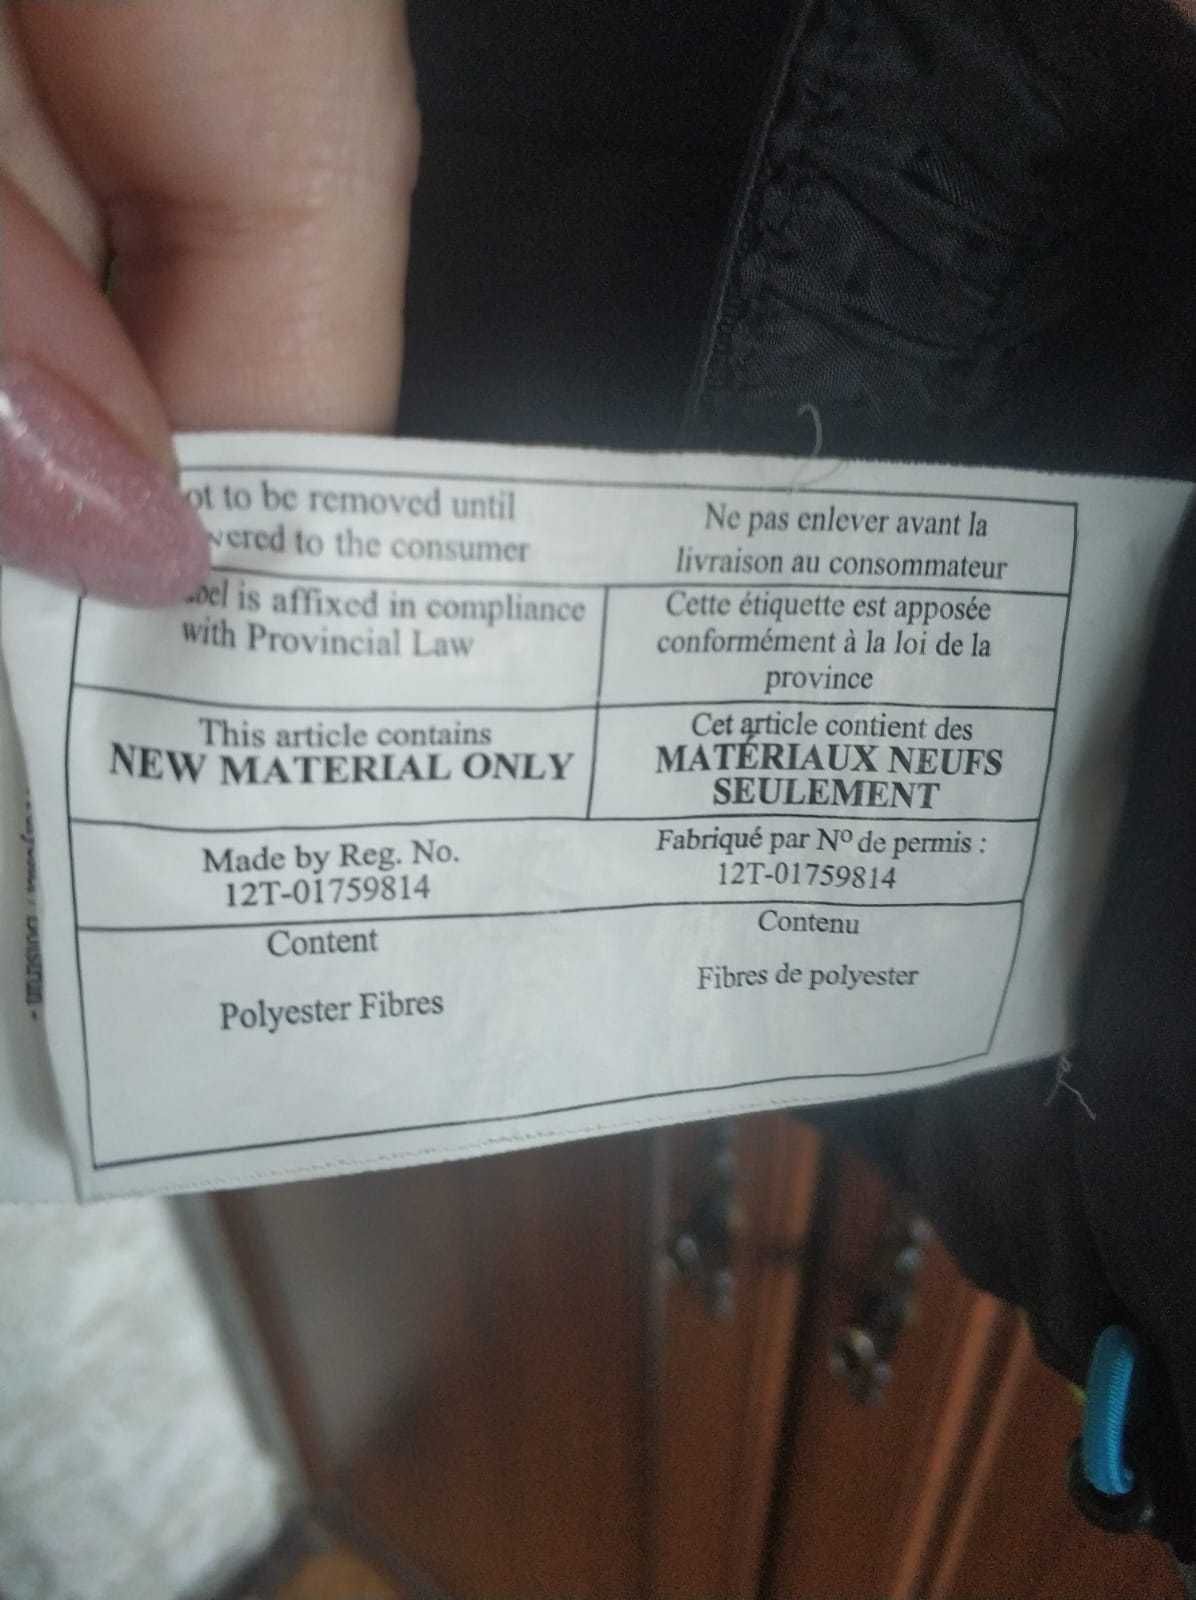 to be removed until
to the consumer
Ne pas enlever avant la
livraison au consommateur
is affixed in compliance
with Provincial Law
Cette étiquette est apposée
conformément à la loi de la
province
This article contains
NEW MATERIAL ONLY
Cet article contient des
MATÉRIAUX NEUFS
SEULEMENT
Made by Reg. No.
12T-01759814
Fabriqué par Nº de permis :
12T-01759814
Content
Polyester Fibres
Contenu
Fibres de polyester